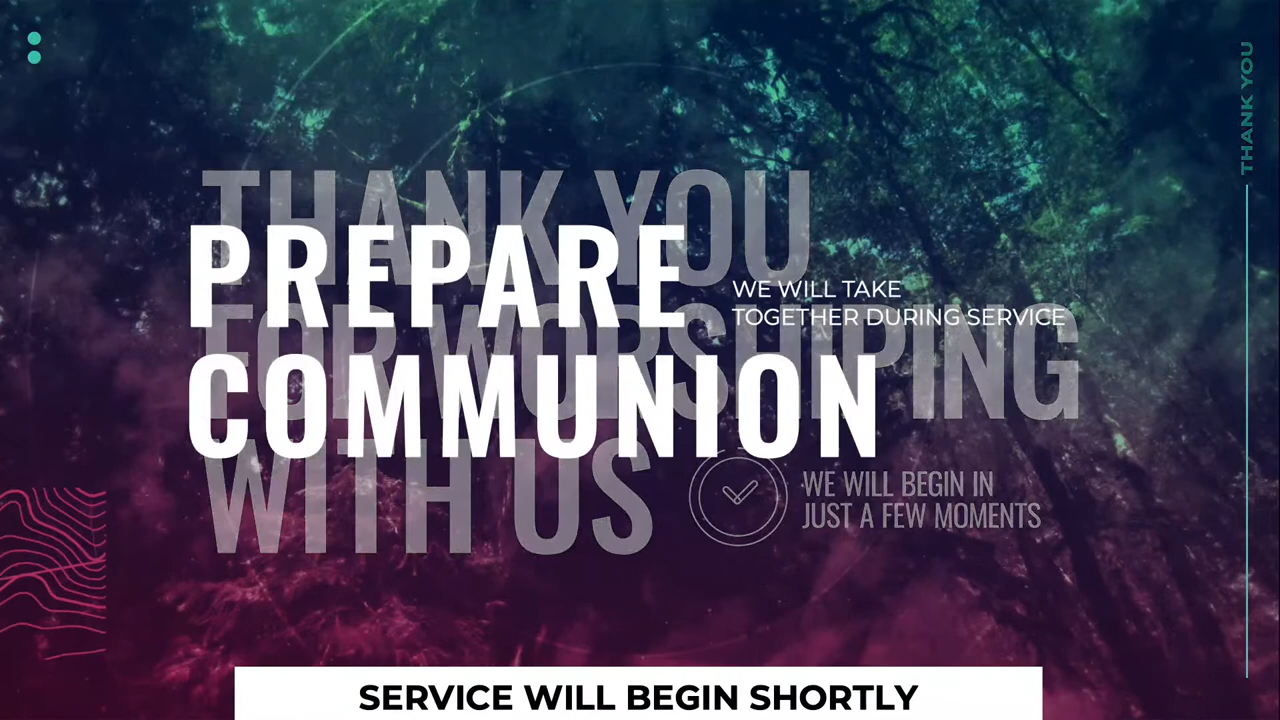 THANK YOU
FOR WORSHIPING
WITH US
PREPARE
COMMUNION
WE WILL TAKE
TOGETHER DURING SERVICE
WE WILL BEGIN IN
JUST A FEW MOMENTS
THANK YOU
SERVICE WILL BEGIN SHORTLY